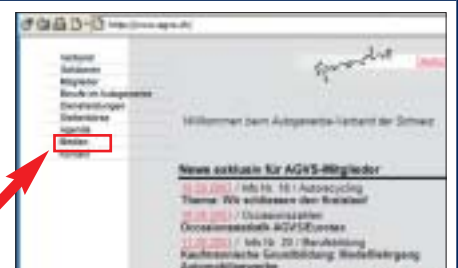 http://www.agvs.ch/
Verband
Sektionen
Mitglieder
Berufe im Autogewerbe
Dienstleistungen
Stellenbörse
Agenda
Medien
Kontakt
Willkommen beim Autogewerbe-Verband der Schweiz
News exklusiv für AGVS-Mitglieder
/ Info Nr. / Autorecycling
Thema: Wir schliessen den Kreislauf
/ Occasionszahlen
Occasionsstatistik AGVS/Eurotax
/ Info Nr. 20 / Berufsbildung
Kaufmännische Grundbildung: Modelllehrgang
Automobilgewerbe